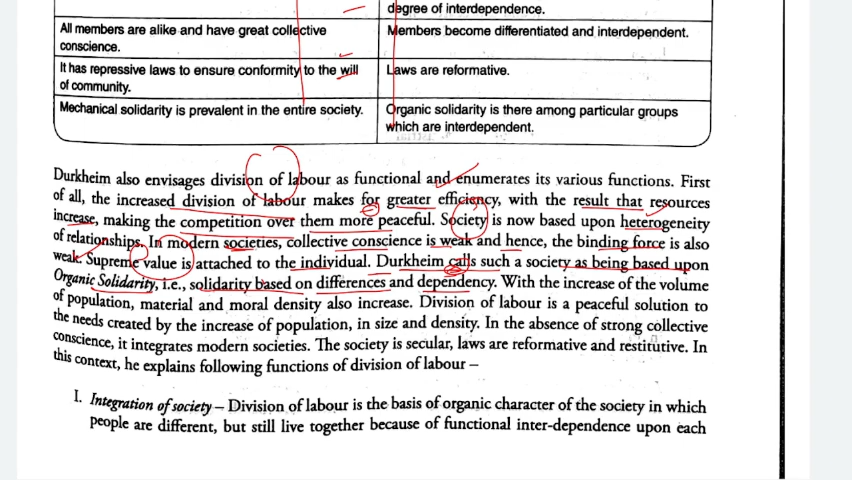 degree of interdependence.
All members are alike and have great collective
conscience.
Members become differentiated and interdependent.
It has repressive laws to ensure conformity to the will
of community.
Laws are reformative.
Mechanical solidarity is prevalent in the entire society.
Organic solidarity is there among particular groups
which are interdependent.
Durkheim also envisages division of labour as functional and enumerates its various functions. First
of all, the increased division of labour makes for greater efficiency, with the result that resources
increase, making the competition over them more peaceful. Society is now based upon heterogeneity
of relationships. In modern societies, collective conscience is weak and hence, the binding force is also
weak. Supreme value is attached to the individual. Durkheim calls such a society as being based upon
Organic Solidarity, i.e., solidarity based on differences and dependency. With the increase of the volume
of population, material and moral density also increase. Division of labour is a peaceful solution to
the needs created by the increase of population, in size and density. In the absence of strong collective
conscience, it integrates modern societies. The society is secular, laws are reformative and restitutive. In
this context, he explains following functions of division of labour –
I. Integration of society – Division of labour is the basis of organic character of the society in which
people are different, but still live together because of functional inter-dependence upon each